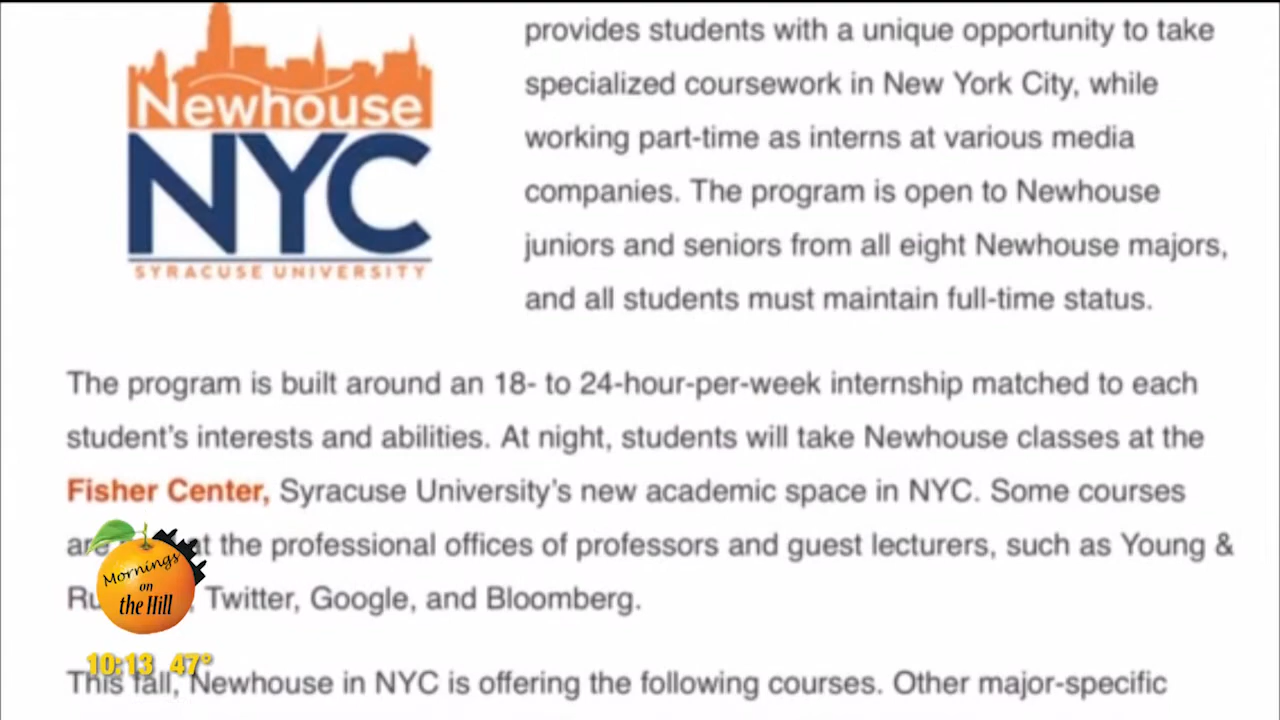 Newhouse
NYC
SYRACUSE UNIVERSITY
provides students with a unique opportunity to take
specialized coursework in New York City, while
working part-time as interns at various media
companies. The program is open to Newhouse
juniors and seniors from all eight Newhouse majors,
and all students must maintain full-time status.
The program is built around an 18- to 24-hour-per-week internship matched to each
student's interests and abilities. At night, students will take Newhouse classes at the
Fisher Center, Syracuse University's new academic space in NYC. Some courses
are at the professional offices of professors and guest lecturers, such as Young &
Twitter, Google, and Bloomberg.
This fall, Newhouse in NYC is offering the following courses. Other major-specific
Mornings
on
the Hill
10:13 47°